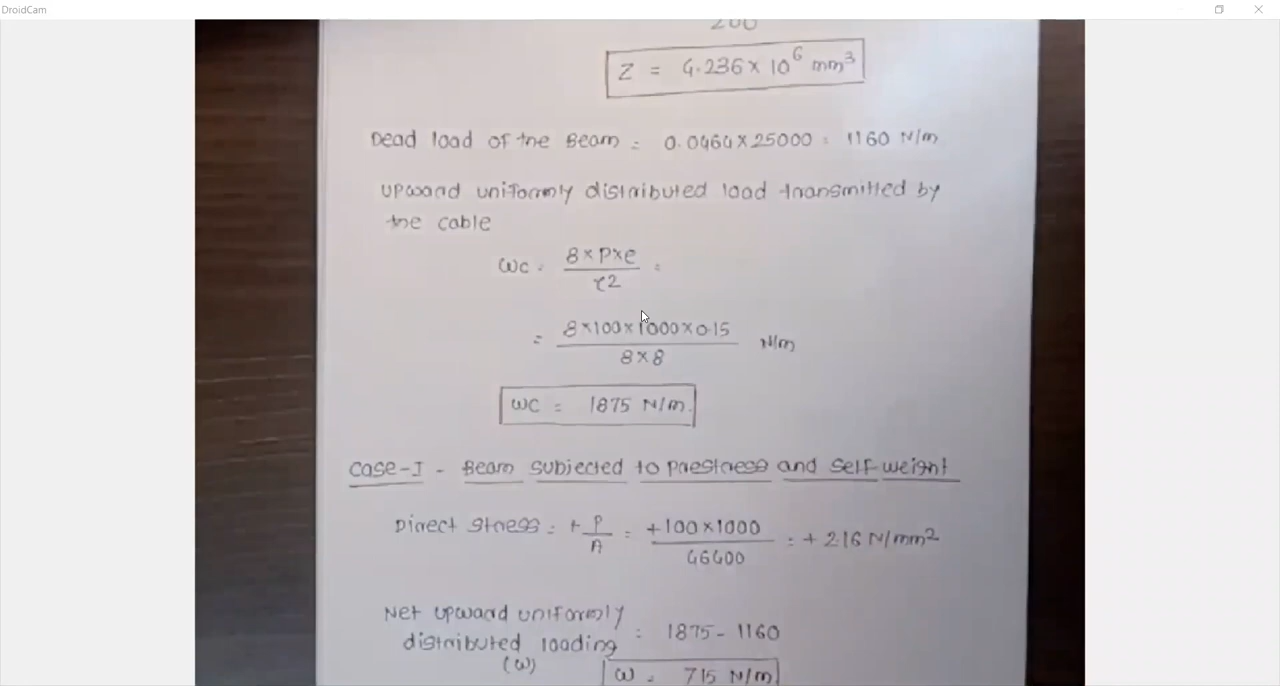 DroidCam
200
Z = 4.236 × 10^6 mm^3
Dead load of the Beam = 0.0464 × 25000 = 1160 N/m
Upward uniformly distributed load transmitted by
the cable
wc = 8×P×e / l2 =
= 8×100×1000×0.15 / 8×8 N/m
wc = 1875 N/m.
Case-I - Beam subjected to Prestress and self-weight
Direct stress = + P/A = +100×1000 / 46400 = + 2.16 N/mm2
Net upward uniformly
distributed loading = 1875 - 1160
(w) w = 715 N/m